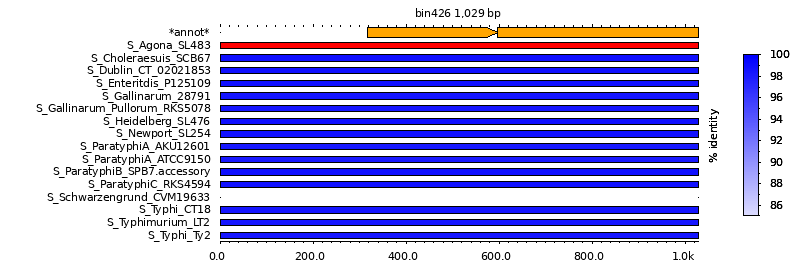 bin426 1,029 bp
*annot*
S_Agona_SL483
S_Choleraesuis_SCB67
S_Dublin_CT_02021853
S_Enteritdis_P125109
S_Gallinarum_28791
S_Gallinarum_Pullorum_RKS5078
S_Heidelberg_SL476
S_Newport_SL254
S_ParatyphiA_AKU12601
S_ParatyphiA_ATCC9150
S_ParatyphiB_SPB7.accessory
S_ParatyphiC_RKS4594
S_Schwarzengrund_CVM19633
S_Typhi_CT18
S_Typhimurium_LT2
S_Typhi_Ty2
0.0 200.0 400.0 600.0 800.0 1.0k
% identity
100
98
96
94
92
90
88
86